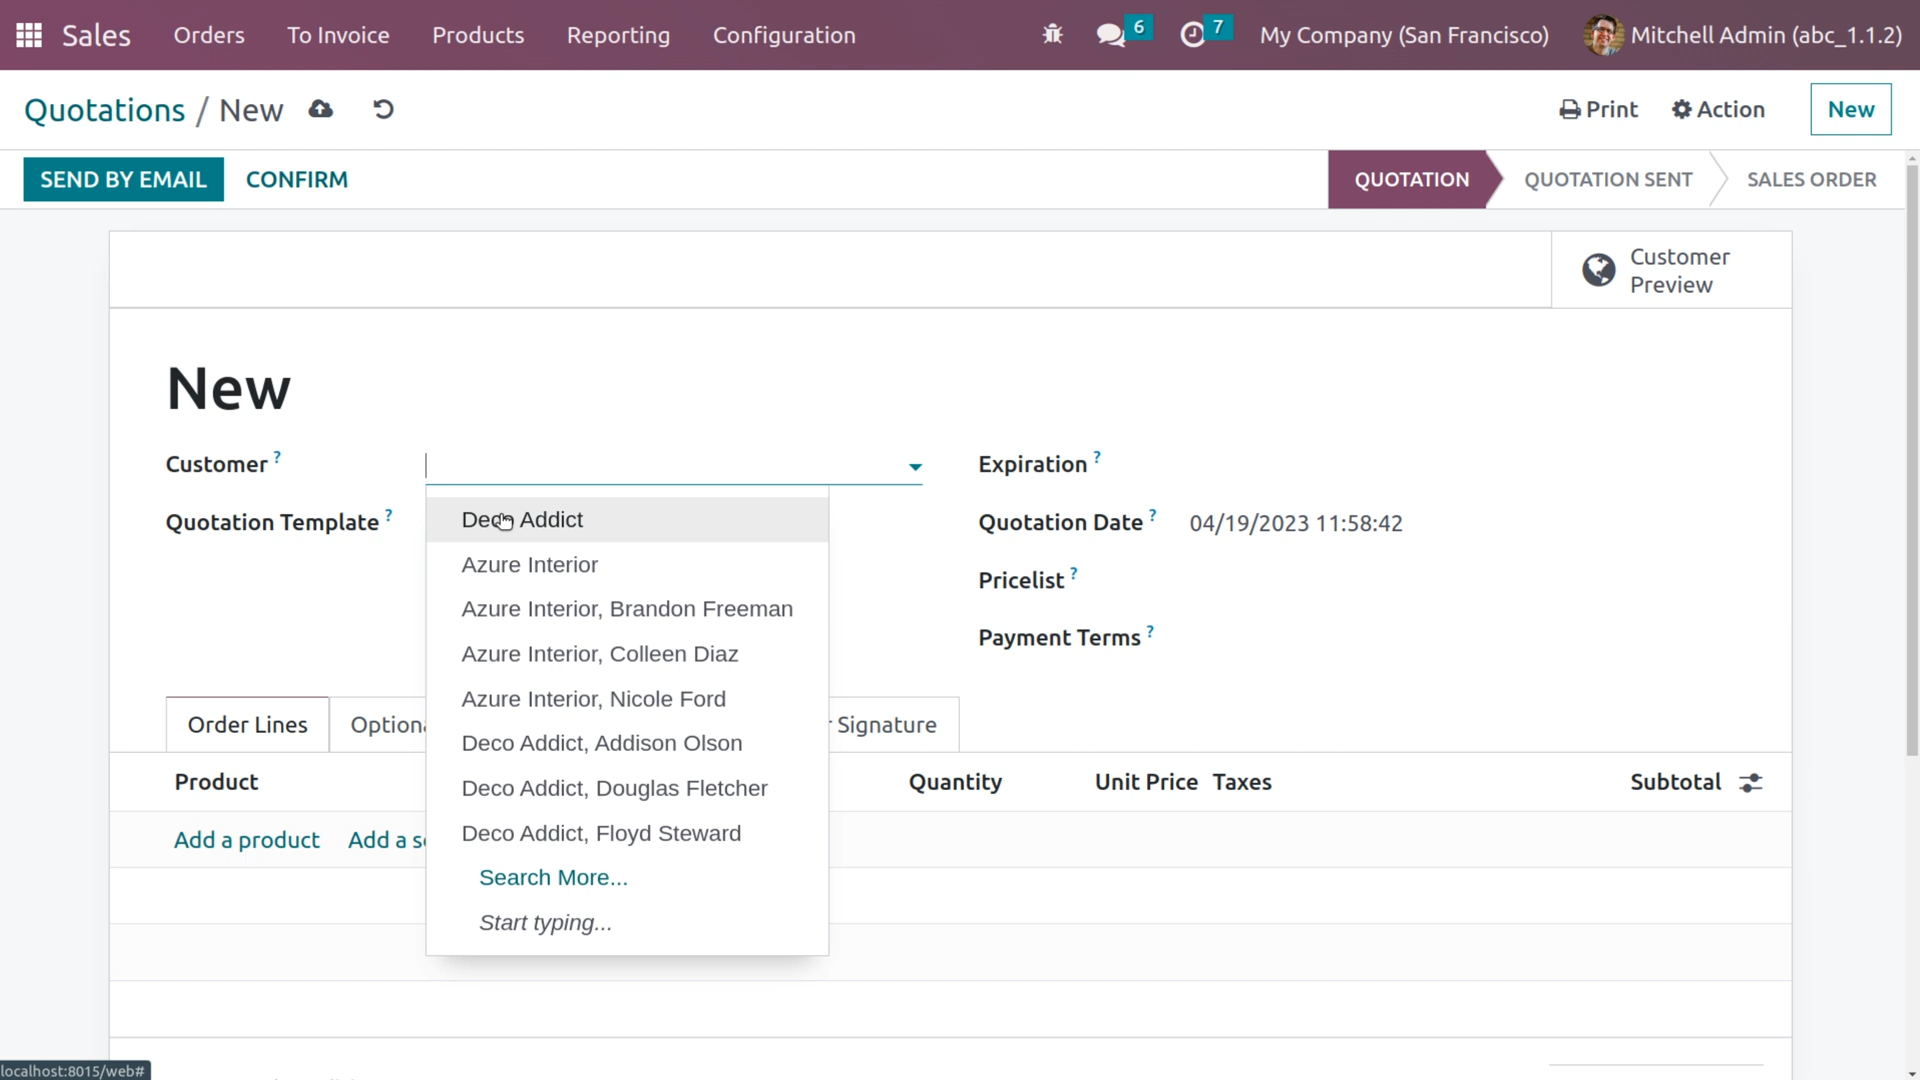 Sales Orders To Invoice Products Reporting Configuration 6 7 My Company (San Francisco) Mitchell Admin (abc_1.1.2)
Quotations / New Print Action New
SEND BY EMAIL CONFIRM QUOTATION QUOTATION SENT SALES ORDER
Customer
Preview
New
Customer ? Expiration ?
Quotation Template ? Deco Addict Quotation Date ? 04/19/2023 11:58:42
Azure Interior
Pricelist ?
Azure Interior, Brandon Freeman
Payment Terms ?
Azure Interior, Colleen Diaz
Azure Interior, Nicole Ford
Order Lines Optiona Signature
Deco Addict, Addison Olson
Product Quantity Unit Price Taxes Subtotal
Deco Addict, Douglas Fletcher
Add a product Add a se Deco Addict, Floyd Steward
Search More...
Start typing...
localhost:8015/web#